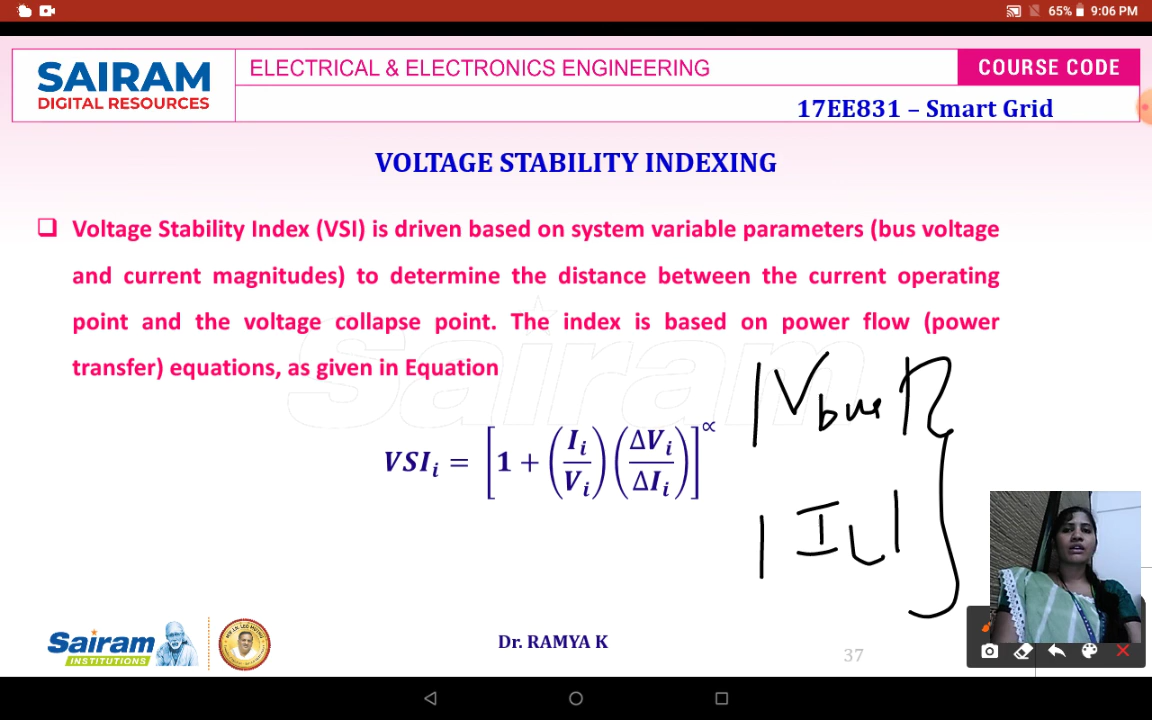 65% 9:06 PM
SAIRAM
DIGITAL RESOURCES
ELECTRICAL & ELECTRONICS ENGINEERING
COURSE CODE
17EE831 – Smart Grid
VOLTAGE STABILITY INDEXING
❑ Voltage Stability Index (VSI) is driven based on system variable parameters (bus voltage
and current magnitudes) to determine the distance between the current operating
point and the voltage collapse point. The index is based on power flow (power
transfer) equations, as given in Equation
Sairam
VSIᵢ = [1 + (Iᵢ/Vᵢ)(ΔVᵢ/ΔIᵢ)]^∝
|V bus|
|I L|
Sairam
INSTITUTIONS
Dr. RAMYA K
37